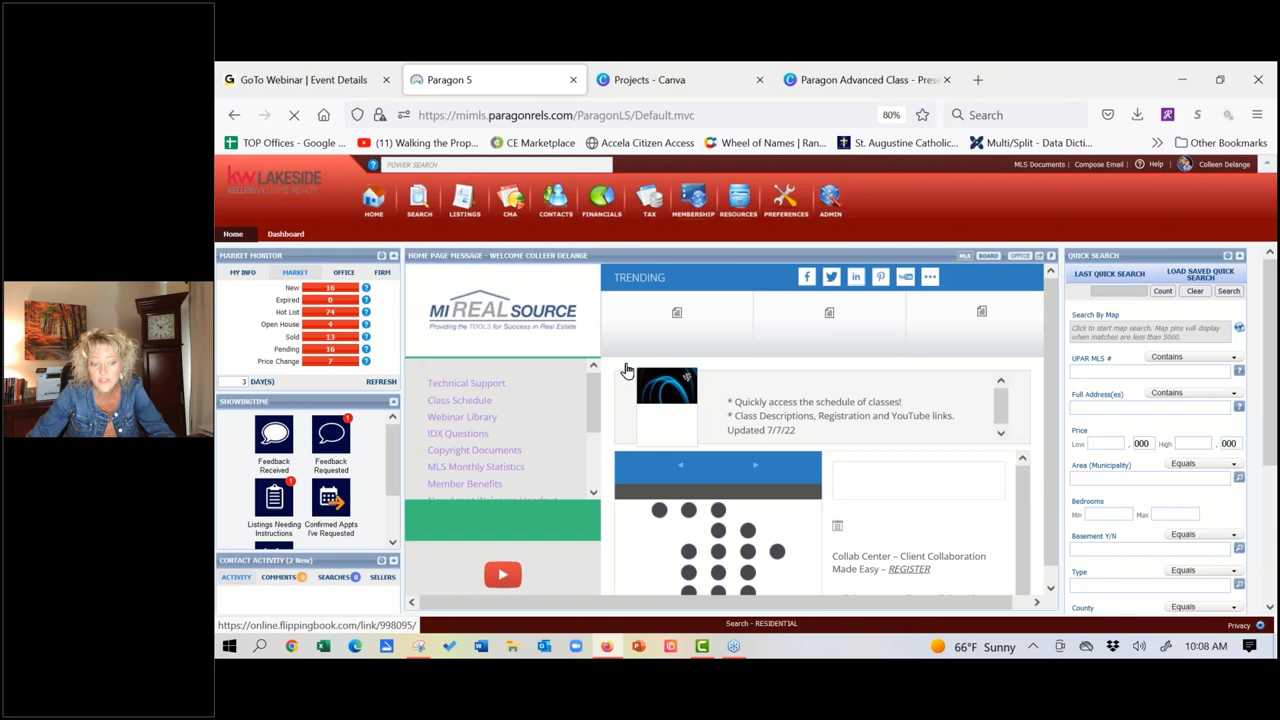 GoTo Webinar | Event Details
Paragon 5
Projects - Canva
Paragon Advanced Class - Pres
https://mimls.paragonrels.com/ParagonLS/Default.mvc
80%
Search
TOP Offices - Google ...
(11) Walking the Prop...
CE Marketplace
Accela Citizen Access
Wheel of Names | Ran...
St. Augustine Catholic...
Multi/Split - Data Dicti...
Other Bookmarks
KW LAKESIDE
KELLERWILLIAMS REALTY
POWER SEARCH
MLS Documents
Compose Email
Help
Colleen Delange
HOME
SEARCH
LISTINGS
CMA
CONTACTS
FINANCIALS
TAX
MEMBERSHIP
RESOURCES
PREFERENCES
ADMIN
Home
Dashboard
MARKET MONITOR
MY INFO MARKET OFFICE FIRM
New 16
Expired 0
Hot List 74
Open House 4
Sold 13
Pending 16
Price Change 7
3 DAY(S) REFRESH
SHOWINGTIME
1
Feedback Received
Feedback Requested
1
Listings Needing Instructions
Confirmed Appts I've Requested
CONTACT ACTIVITY (2 New)
ACTIVITY COMMENTS 0 SEARCHES 0 SELLERS
HOME PAGE MESSAGE - WELCOME COLLEEN DELANGE
MLS BOARD OFFICE
MI REAL SOURCE
Providing the TOOLS for Success in Real Estate
TRENDING
Technical Support
Class Schedule
Webinar Library
IDX Questions
Copyright Documents
MLS Monthly Statistics
Member Benefits
* Quickly access the schedule of classes!
* Class Descriptions, Registration and YouTube links.
Updated 7/7/22
Collab Center – Client Collaboration
Made Easy – REGISTER
QUICK SEARCH
LAST QUICK SEARCH
LOAD SAVED QUICK SEARCH
Count Clear Search
Search By Map
Click to start map search. Map pins will display
when matches are less than 5000.
UPAR MLS # Contains
Full Address(es) Contains
Price
Low , 000 High , 000
Area (Municipality) Equals
Bedrooms
Min Max
Basement Y/N Equals
Type Equals
County Equals
https://online.flippingbook.com/link/998095/
Search - RESIDENTIAL
Privacy
66°F Sunny
10:08 AM